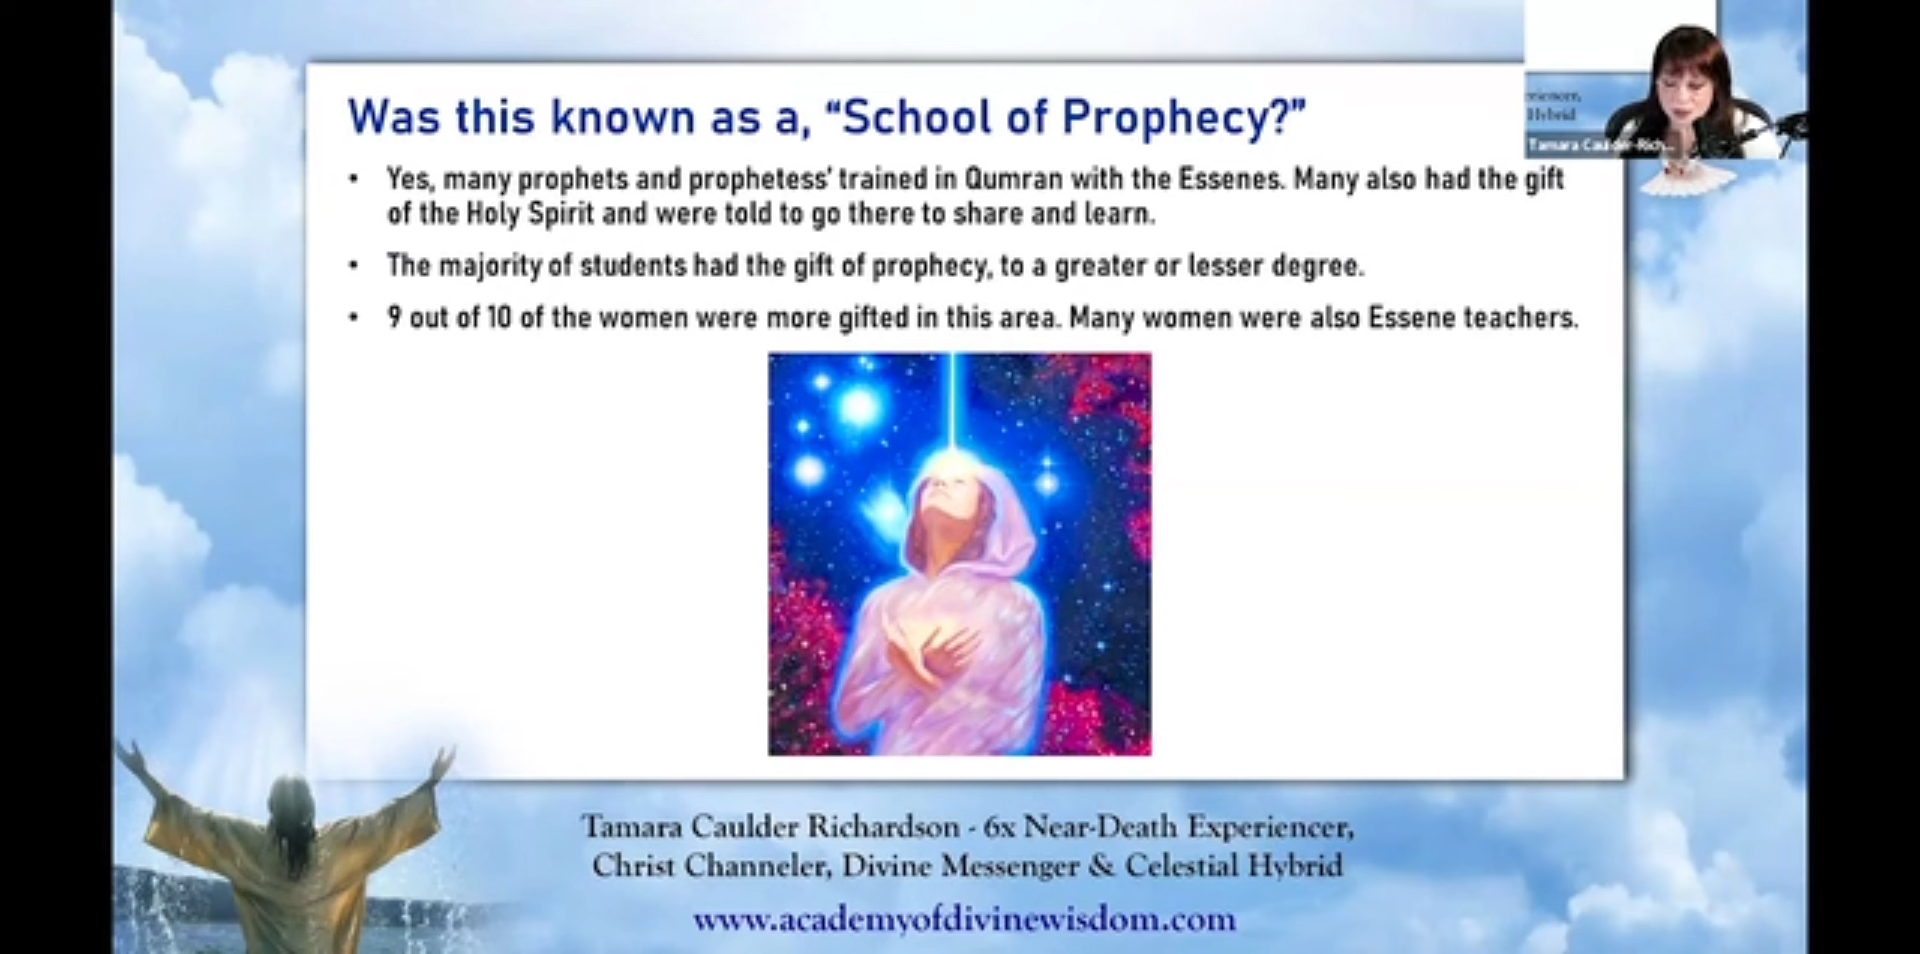 Was this known as a, “School of Prophecy?”
• Yes, many prophets and prophetess’ trained in Qumran with the Essenes. Many also had the gift
of the Holy Spirit and were told to go there to share and learn.
• The majority of students had the gift of prophecy, to a greater or lesser degree.
• 9 out of 10 of the women were more gifted in this area. Many women were also Essene teachers.
Hybrid
Tamara Caulder-Rich...
Tamara Caulder Richardson - 6x Near-Death Experiencer,
Christ Channeler, Divine Messenger & Celestial Hybrid
www.academyofdivinewisdom.com